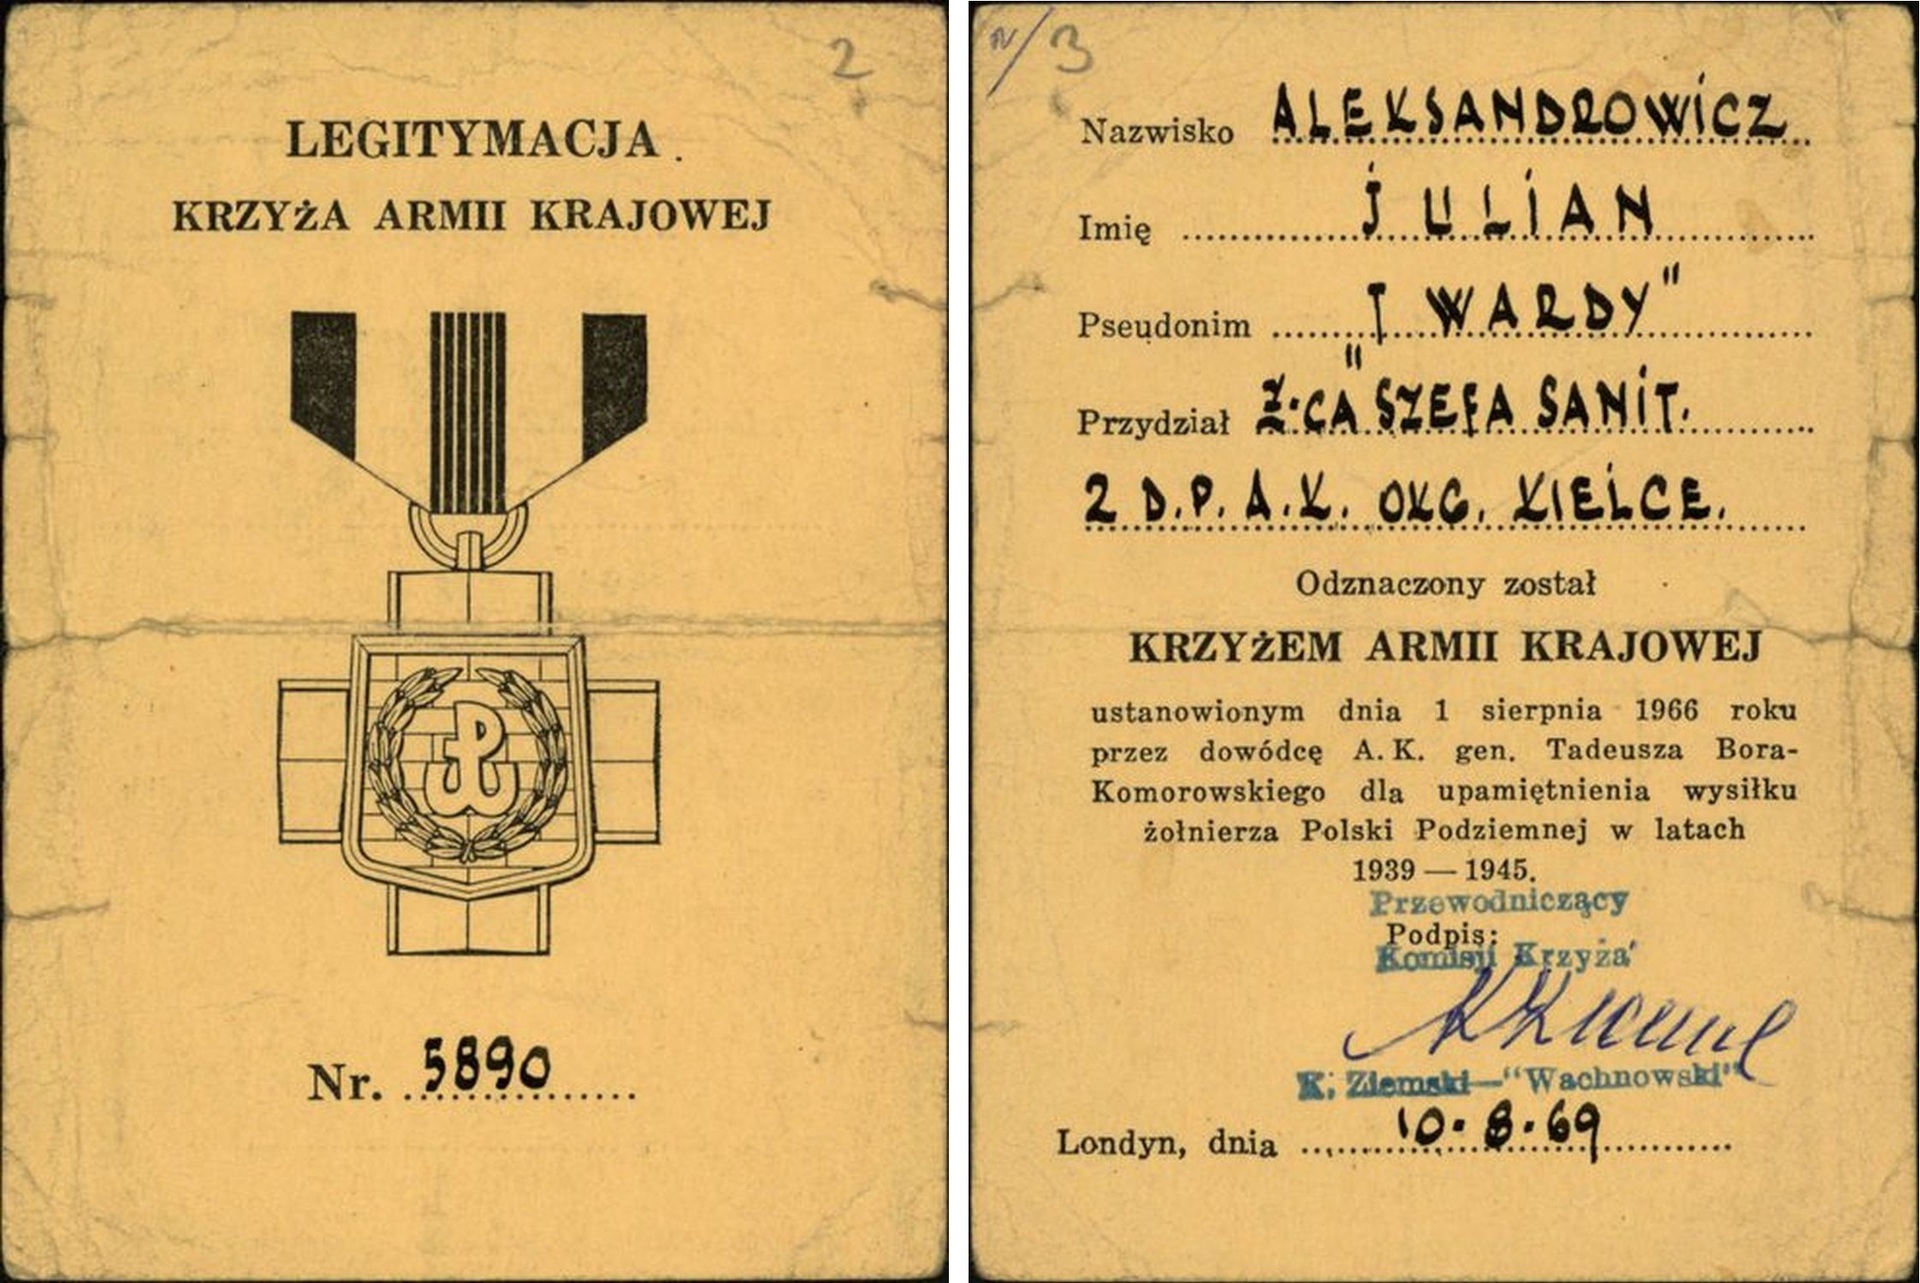 2
LEGITYMACJA.
KRZYŻA ARMII KRAJOWEJ
Nr. 5890
3
Nazwisko ALEKSANDROWICZ
Imię JULIAN
Pseudonim "TWARDY"
Przydział Z-CA SZEFA SANIT.
2 D.P. A.K. OKG. KIELCE.
Odznaczony został
KRZYŻEM ARMII KRAJOWEJ
ustanowionym dnia 1 sierpnia 1966 roku
przez dowódcę A.K. gen. Tadeusza Bora-
Komorowskiego dla upamiętnienia wysiłku
żołnierza Polski Podziemnej w latach
1939 — 1945.
Przewodniczący
Podpis:
Komisji Krzyża
K. Ziemski—"Wachnowski"
Londyn, dnia 10.8.69